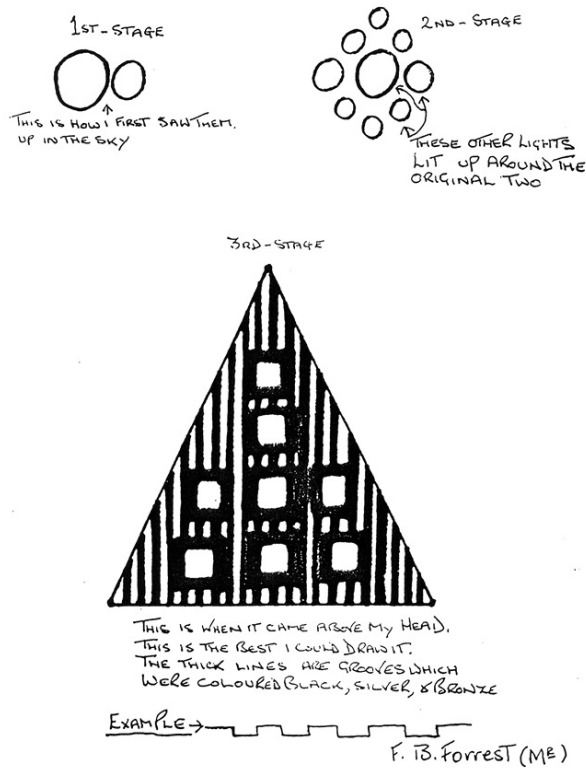 1ST-STAGE
THIS IS HOW I FIRST SAW THEM.
UP IN THE SKY
2ND-STAGE
THESE OTHER LIGHTS
LIT UP AROUND THE
ORIGINAL TWO
3RD-STAGE
THIS IS WHEN IT CAME ABOVE MY HEAD.
THIS IS THE BEST I COULD DRAW IT.
THE THICK LINES ARE GROOVES WHICH
WERE COLOURED BLACK, SILVER, & BRONZE
EXAMPLE
F. B. FORREST (ME)